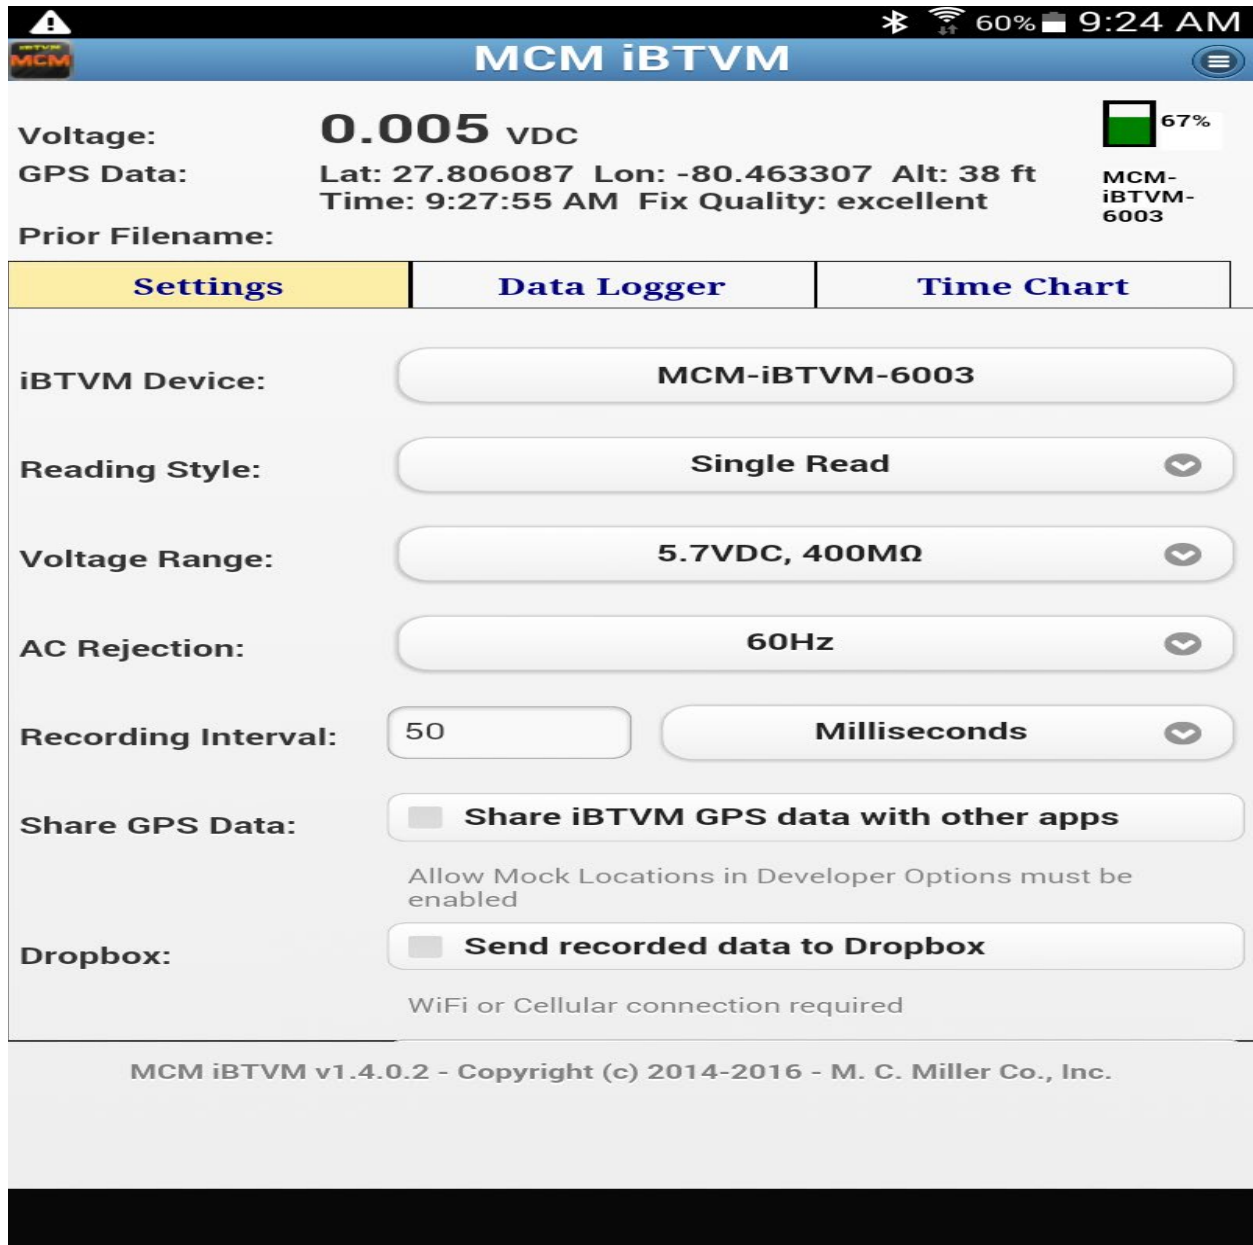 60% 9:24 AM
iBTVM
MCM
MCM iBTVM
Voltage: 0.005 VDC
67%
GPS Data: Lat: 27.806087 Lon: -80.463307 Alt: 38 ft
Time: 9:27:55 AM Fix Quality: excellent
MCM-
iBTVM-
6003
Prior Filename:
Settings Data Logger Time Chart
iBTVM Device: MCM-iBTVM-6003
Reading Style: Single Read
Voltage Range: 5.7VDC, 400MΩ
AC Rejection: 60Hz
Recording Interval: 50 Milliseconds
Share GPS Data: Share iBTVM GPS data with other apps
Allow Mock Locations in Developer Options must be
enabled
Dropbox: Send recorded data to Dropbox
WiFi or Cellular connection required
MCM iBTVM v1.4.0.2 - Copyright (c) 2014-2016 - M. C. Miller Co., Inc.